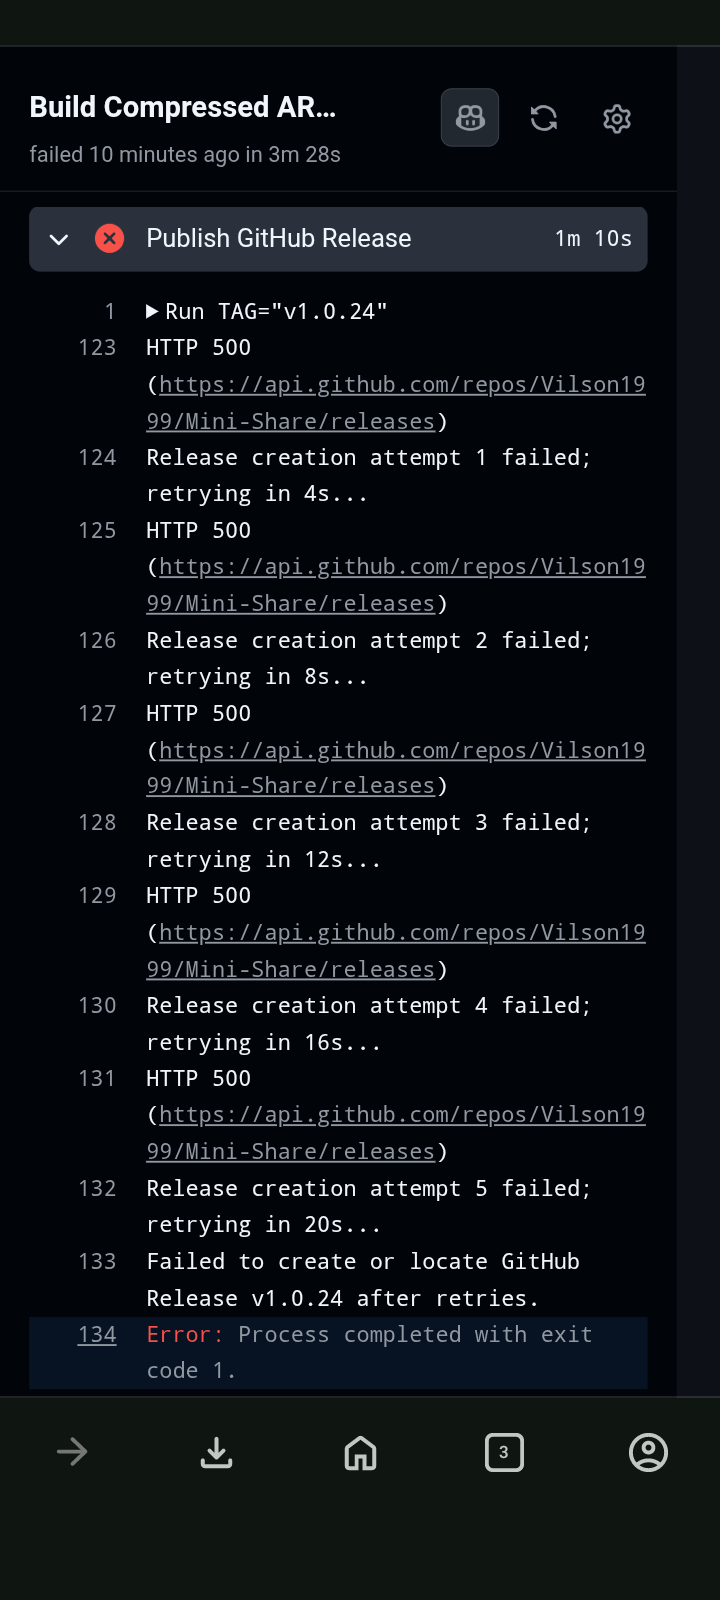 Build Compressed AR...
failed 10 minutes ago in 3m 28s
Publish GitHub Release 1m 10s
1 Run TAG="v1.0.24"
123 HTTP 500
(https://api.github.com/repos/Vilson19
99/Mini-Share/releases)
124 Release creation attempt 1 failed;
retrying in 4s...
125 HTTP 500
(https://api.github.com/repos/Vilson19
99/Mini-Share/releases)
126 Release creation attempt 2 failed;
retrying in 8s...
127 HTTP 500
(https://api.github.com/repos/Vilson19
99/Mini-Share/releases)
128 Release creation attempt 3 failed;
retrying in 12s...
129 HTTP 500
(https://api.github.com/repos/Vilson19
99/Mini-Share/releases)
130 Release creation attempt 4 failed;
retrying in 16s...
131 HTTP 500
(https://api.github.com/repos/Vilson19
99/Mini-Share/releases)
132 Release creation attempt 5 failed;
retrying in 20s...
133 Failed to create or locate GitHub
Release v1.0.24 after retries.
134 Error: Process completed with exit
code 1.
3